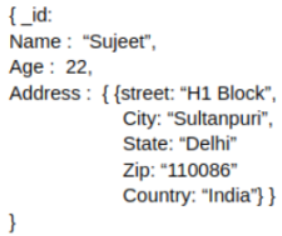 { _id:
Name :  “Sujeet”,
Age :  22,
Address :  { {street: “H1 Block”,
City: “Sultanpuri”,
State: “Delhi”
Zip: “110086”
Country: “India”} }
}